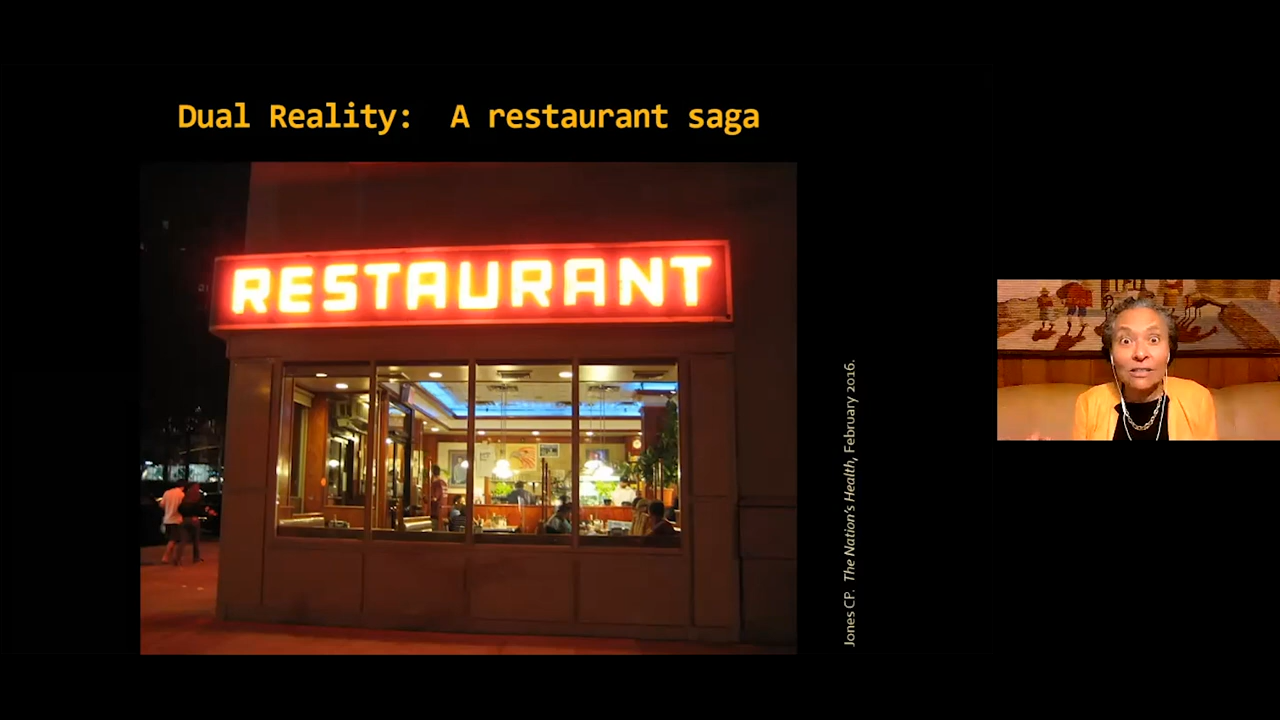 Dual Reality: A restaurant saga
RESTAURANT
Jones CP. The Nation's Health, February 2016.